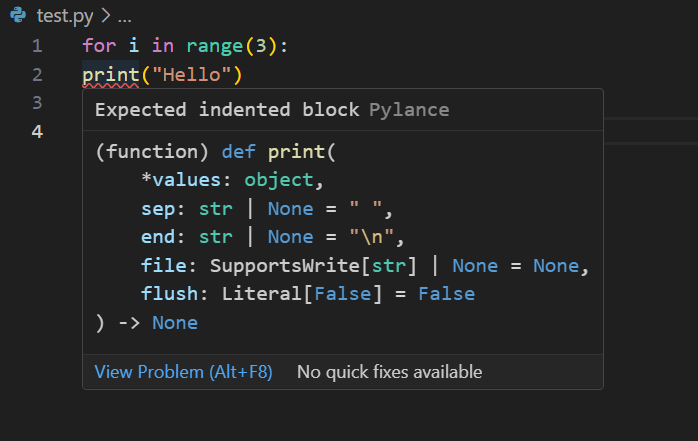 test.py > ...
1 for i in range(3):
2 print("Hello")
3
4
Expected indented block Pylance
(function) def print(
    *values: object,
    sep: str | None = " ",
    end: str | None = "\n",
    file: SupportsWrite[str] | None = None,
    flush: Literal[False] = False
) -> None
View Problem (Alt+F8) No quick fixes available